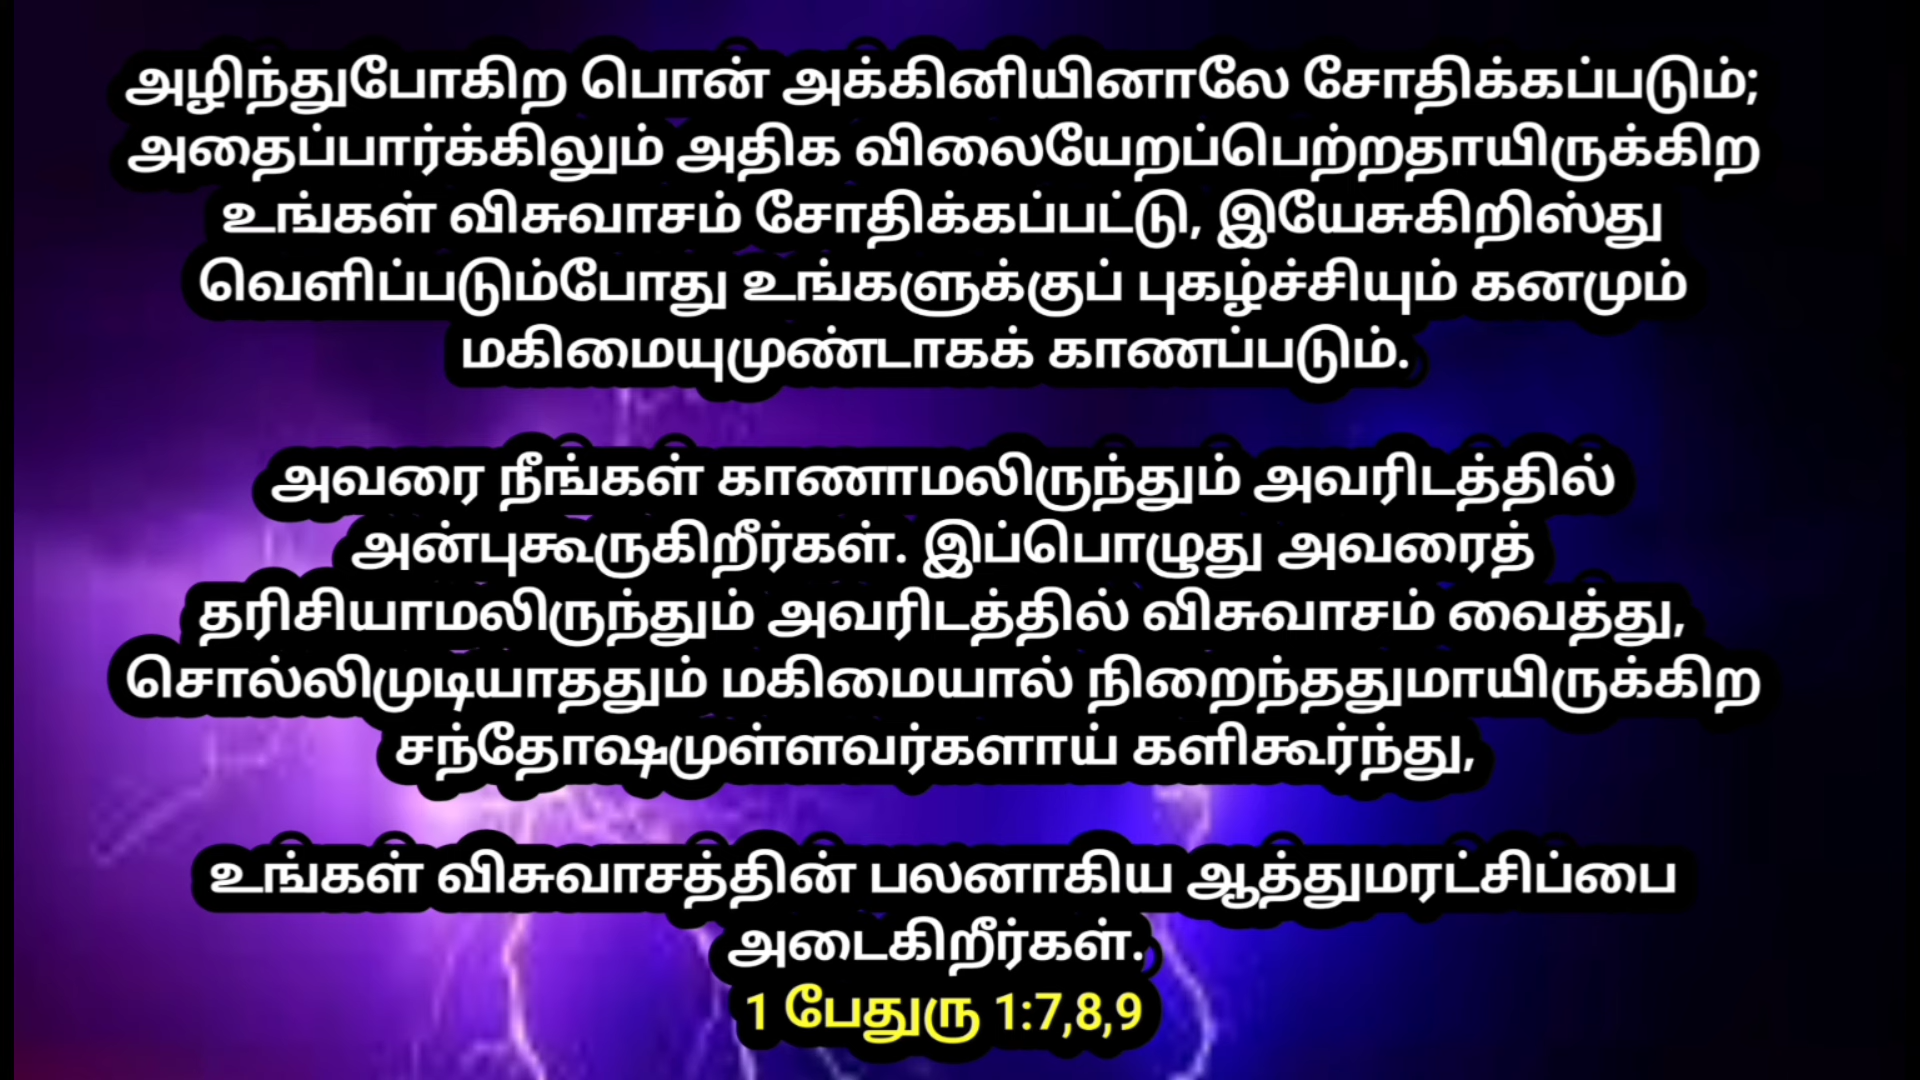 அழிந்துபோகிற பொன் அக்கினியினாலே சோதிக்கப்படும்;
அதைப்பார்க்கிலும் அதிக விலையேறப்பெற்றதாயிருக்கிற
உங்கள் விசுவாசம் சோதிக்கப்பட்டு, இயேசுகிறிஸ்து
வெளிப்படும்போது உங்களுக்குப் புகழ்ச்சியும் கனமும்
மகிமையுமுண்டாகக் காணப்படும்.
அவரை நீங்கள் காணாமலிருந்தும் அவரிடத்தில்
அன்புகூருகிறீர்கள். இப்பொழுது அவரைத்
தரிசியாமலிருந்தும் அவரிடத்தில் விசுவாசம் வைத்து,
சொல்லிமுடியாததும் மகிமையால் நிறைந்ததுமாயிருக்கிற
சந்தோஷமுள்ளவர்களாய் களிகூர்ந்து,
உங்கள் விசுவாசத்தின் பலனாகிய ஆத்துமரட்சிப்பை
அடைகிறீர்கள்.
1 பேதுரு 1:7,8,9